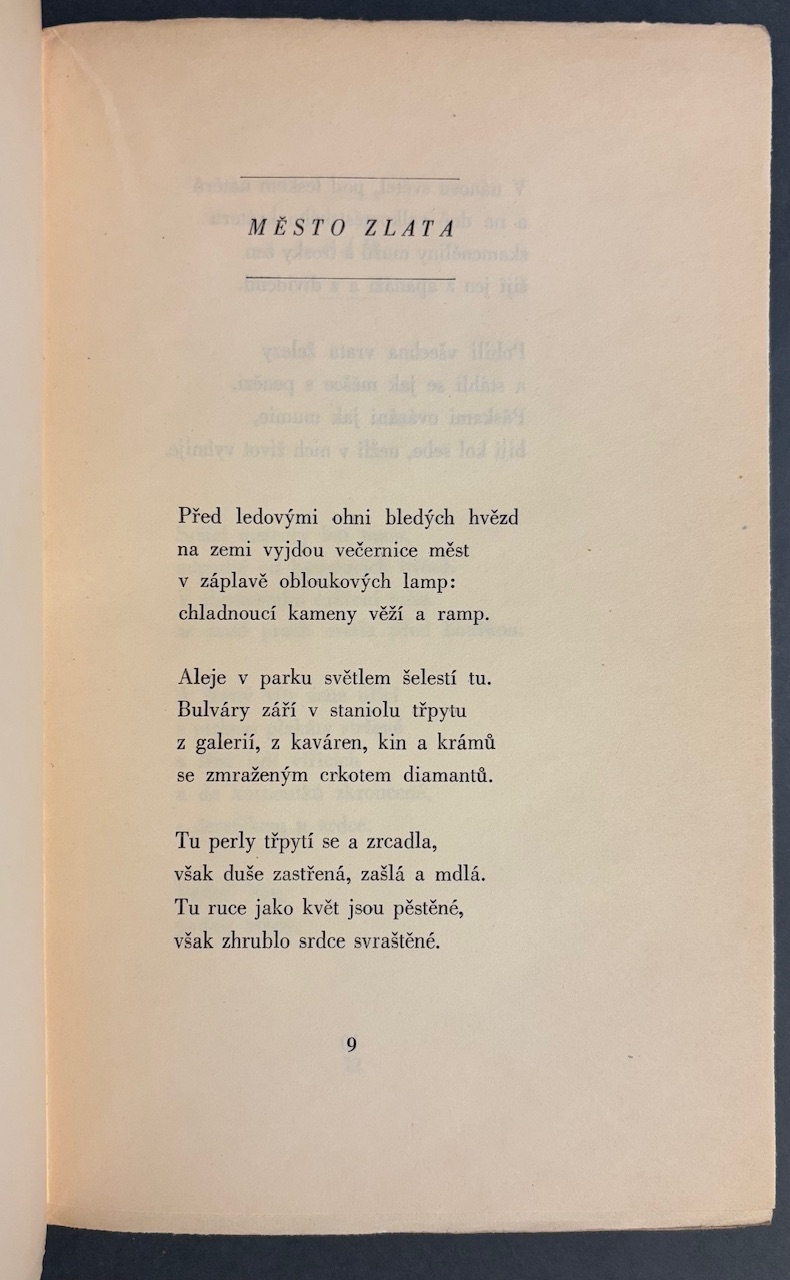 MĚSTO ZLATA
Před ledovými ohni bledých hvězd
na zemi vyjdou večernice měst
v záplavě obloukových lamp:
chladnoucí kameny věží a ramp.
Aleje v parku světlem šelestí tu.
Bulváry září v staniolu třpytu
z galerií, z kaváren, kin a krámů
se zmraženým crkotem diamantů.
Tu perly třpytí se a zrcadla,
však duše zastřená, zašlá a mdlá.
Tu ruce jako květ jsou pěstěné,
však zhrublo srdce svraštěné.
9